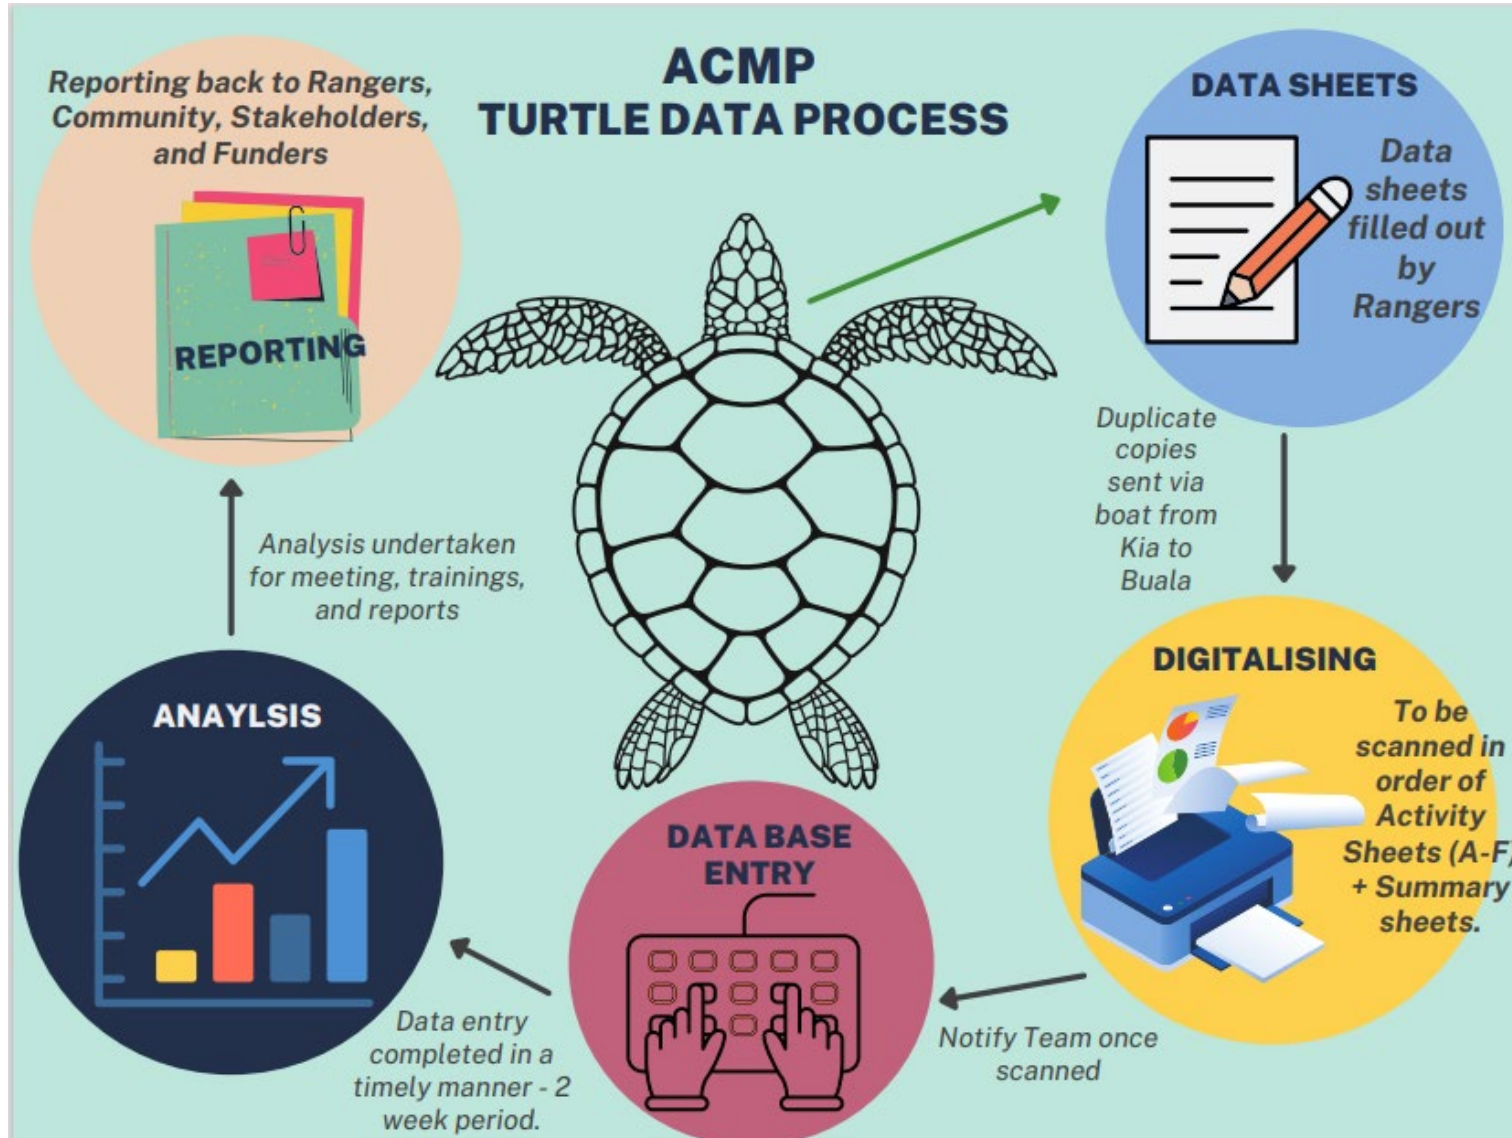 ACMP
TURTLE DATA PROCESS
DATA SHEETS
Data
sheets
filled out
by
Rangers
Duplicate
copies
sent via
boat from
Kia to
Buala
DIGITALISING
To be
scanned in
order of
Activity
Sheets (A-F)
+ Summary
sheets.
Notify Team once
scanned
DATA BASE
ENTRY
Data entry
completed in a
timely manner - 2
week period.
ANAYLSIS
Analysis undertaken
for meeting, trainings,
and reports
Reporting back to Rangers,
Community, Stakeholders,
and Funders
REPORTING